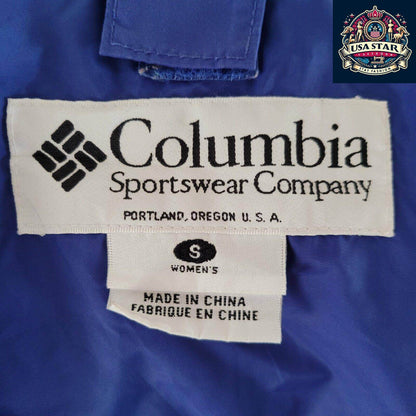 USA STAR
Columbia
Sportswear Company
PORTLAND, OREGON U. S. A.
S
WOMEN'S
MADE IN CHINA
FABRIQUE EN CHINE